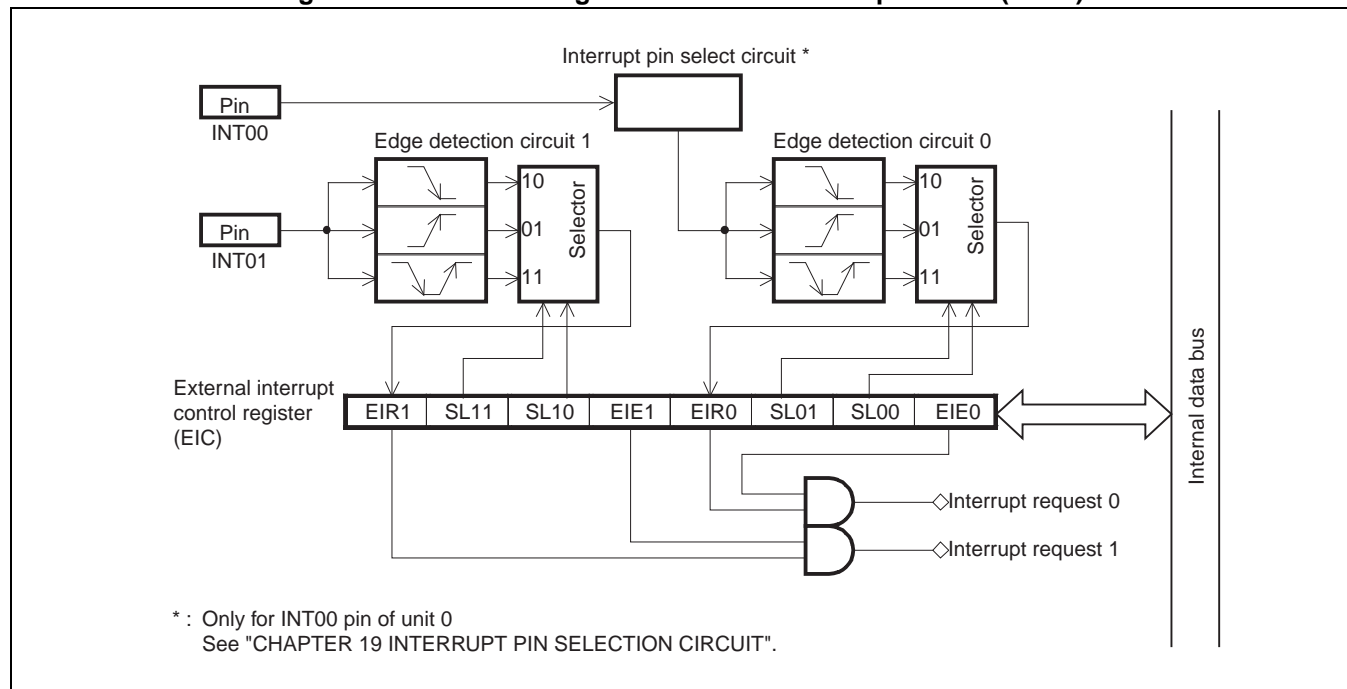 Interrupt pin select circuit *
Pin
INT00
Edge detection circuit 1
Edge detection circuit 0
10
10
Pin
INT01
01
Selector
01
Selector
11
11
Internal data bus
External interrupt
control register
(EIC)
EIR1 SL11 SL10 EIE1 EIR0 SL01 SL00 EIE0
Interrupt request 0
Interrupt request 1
* : Only for INT00 pin of unit 0
See "CHAPTER 19 INTERRUPT PIN SELECTION CIRCUIT".